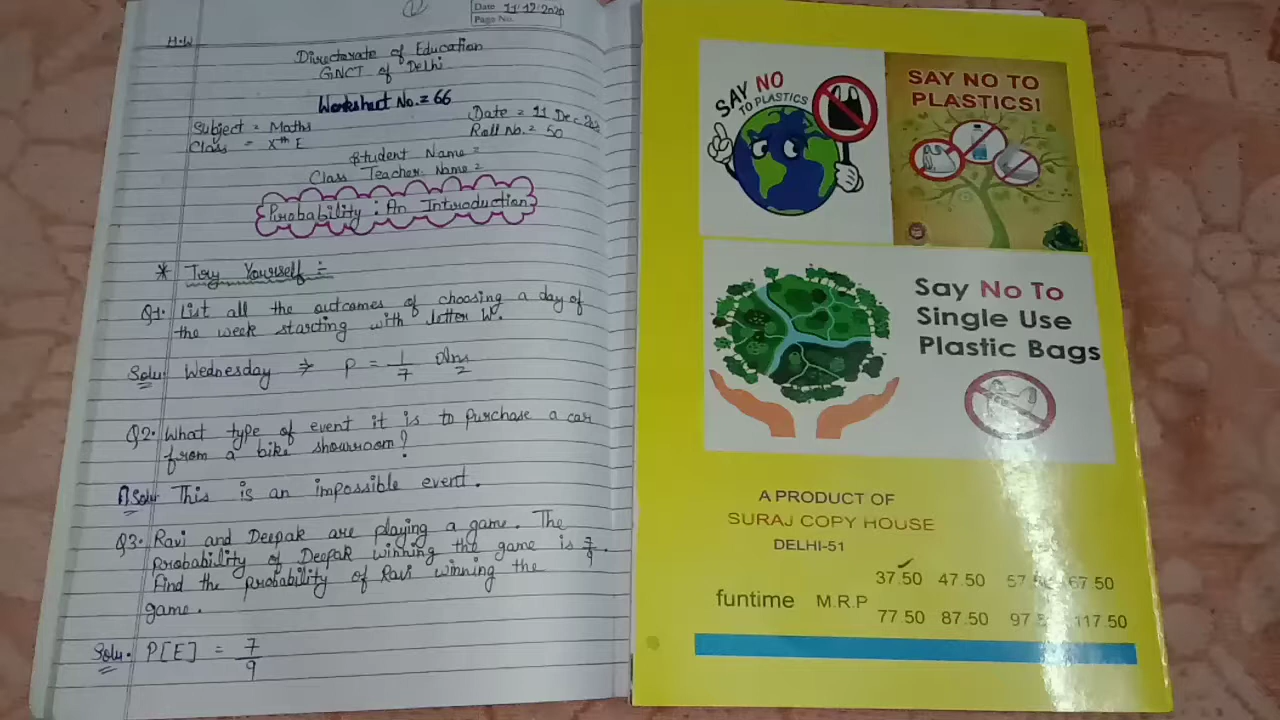 Date 11/12/2020
Page No.
H.W
Directorate of Education
GNCT of Delhi
Worksheet No. = 66
Subject = Maths
Date = 11 Dec
Class = Xth E
Roll No. = 50
Student Name =
Class Teacher Name =
Probability : An Introduction
* Try Yourself :-
Q1. List all the outcomes of choosing a day of
the week starting with letter W.
Solu. Wednesday ⇒ P = 1/7 Ans
Q2. What type of event it is to purchase a car
from a bike showroom?
Solu. This is an impossible event.
Q3. Ravi and Deepak are playing a game. The
probability of Deepak winning the game is 7/9.
Find the probability of Ravi winning the
game.
Solu. P[E] = 7/9
SAY NO
TO PLASTICS
SAY NO TO
PLASTICS!
Say No To
Single Use
Plastic Bags
A PRODUCT OF
SURAJ COPY HOUSE
DELHI-51
37.50 47.50 57.50 67.50
funtime M.R.P
77.50 87.50 97.50 117.50